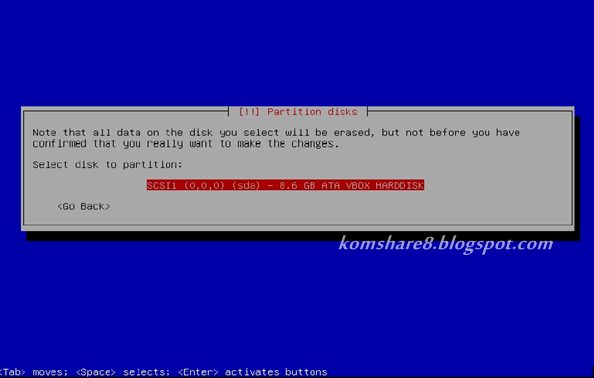 [!!] Partition disks
Note that all data on the disk you select will be erased, but not before you have
confirmed that you really want to make the changes.
Select disk to partition:
SCSI1 (0,0,0) (sda) - 8.6 GB ATA VBOX HARDDISK
<Go Back>
komshare8.blogspot.com
<Tab> moves; <Space> selects; <Enter> activates buttons